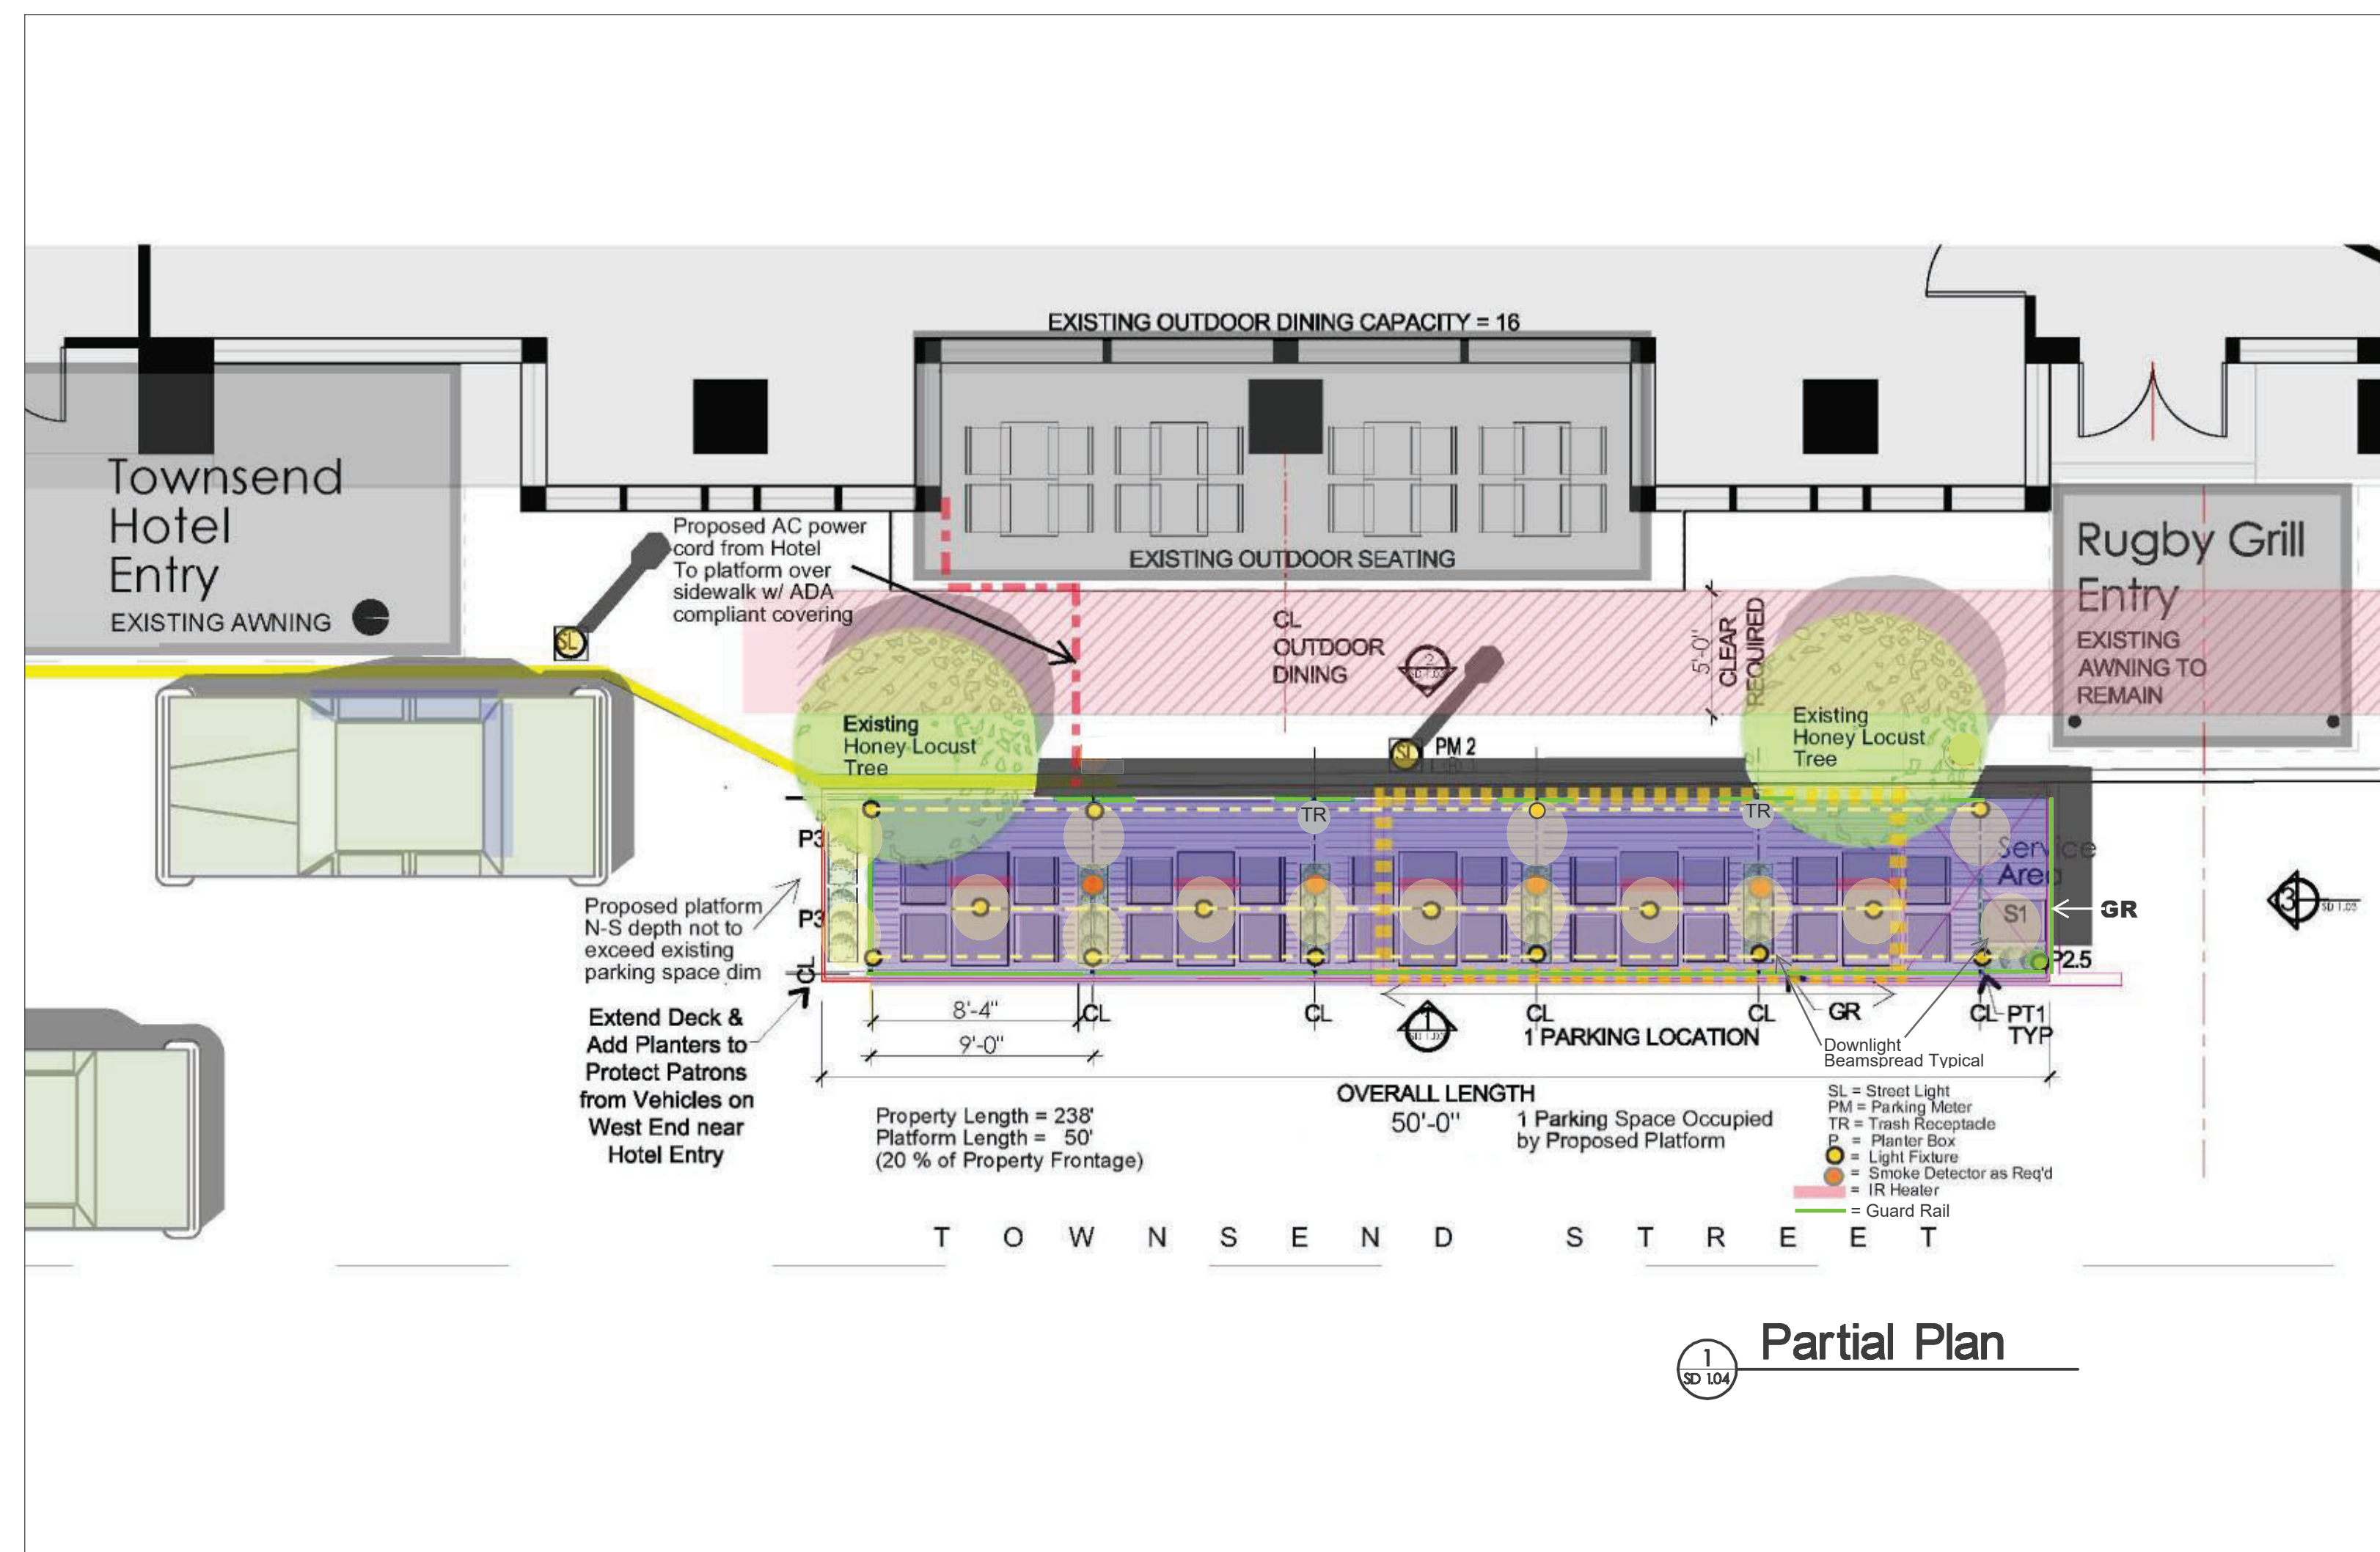 EXISTING OUTDOOR DINING CAPACITY = 16
Townsend
Hotel
Entry
EXISTING AWNING
SL
Proposed AC power
cord from Hotel
To platform over
sidewalk w/ ADA
compliant covering
EXISTING OUTDOOR SEATING
CL
OUTDOOR
DINING
2
5'-0"
CLEAR
REQUIRED
Rugby Grill
Entry
EXISTING
AWNING TO
REMAIN
Existing
Honey Locust
Tree
SL
PM 2
Existing
Honey Locust
Tree
P3
P3
CL
TR
TR
Service
Area
S1
GR
P2.5
3
SD 1.03
Proposed platform
N-S depth not to
exceed existing
parking space dim
Extend Deck &
Add Planters to
Protect Patrons
from Vehicles on
West End near
Hotel Entry
8'-4"
CL
9'-0"
CL
1
CL
CL
GR
CL
PT1
TYP
1 PARKING LOCATION
Downlight
Beamspread Typical
OVERALL LENGTH
50'-0"
Property Length = 238'
Platform Length = 50'
(20 % of Property Frontage)
1 Parking Space Occupied
by Proposed Platform
SL = Street Light
PM = Parking Meter
TR = Trash Receptacle
P = Planter Box
= Light Fixture
= Smoke Detector as Req'd
= IR Heater
= Guard Rail
TOWNSEND STREET
1
SD 1.04
Partial Plan